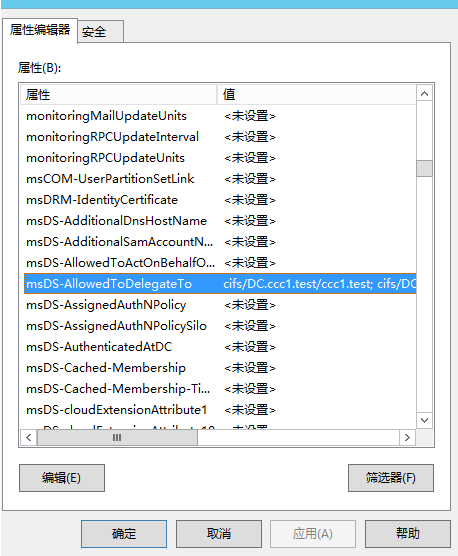 属性编辑器 安全
属性(B):
属性 值
monitoringMailUpdateUnits <未设置>
monitoringRPCUpdateInterval <未设置>
monitoringRPCUpdateUnits <未设置>
msCOM-UserPartitionSetLink <未设置>
msDRM-IdentityCertificate <未设置>
msDS-AdditionalDnsHostName <未设置>
msDS-AdditionalSamAccountN... <未设置>
msDS-AllowedToActOnBehalfO... <未设置>
msDS-AllowedToDelegateTo cifs/DC.ccc1.test/ccc1.test; cifs/DC
msDS-AssignedAuthNPolicy <未设置>
msDS-AssignedAuthNPolicySilo <未设置>
msDS-AuthenticatedAtDC <未设置>
msDS-Cached-Membership <未设置>
msDS-Cached-Membership-Ti... <未设置>
msDS-cloudExtensionAttribute1 <未设置>
编辑(E) 筛选器(F)
确定 取消 应用(A) 帮助